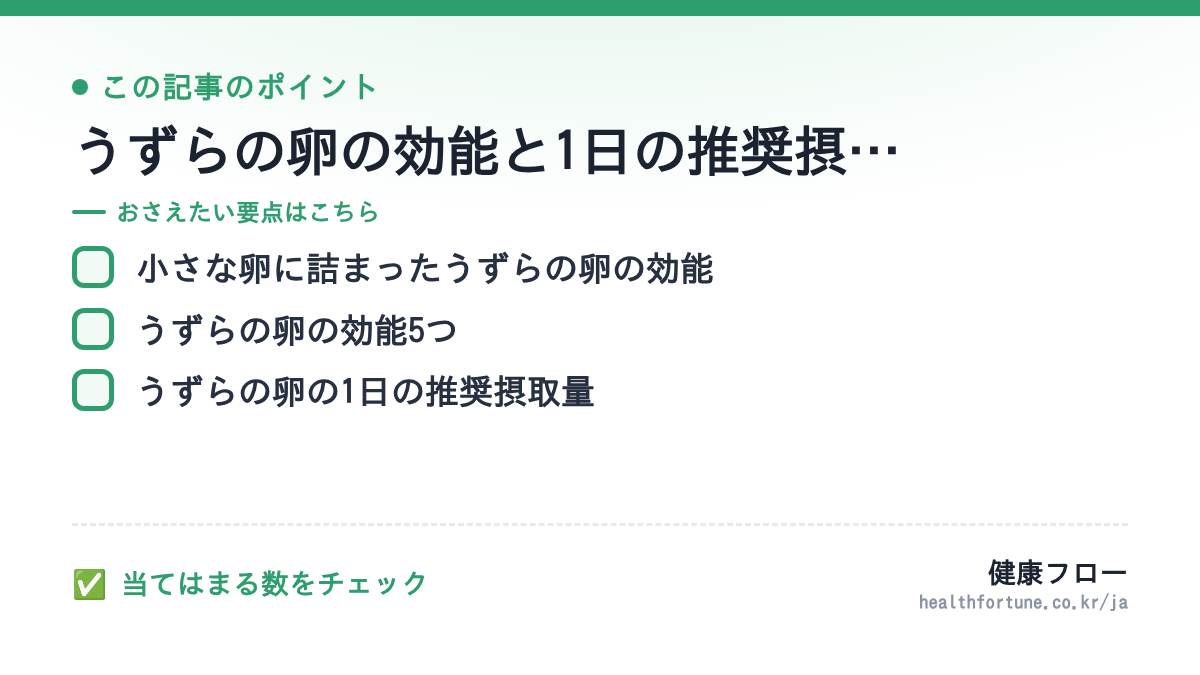 この記事のポイント
うずらの卵の効能と1日の推奨摂…
おさえたい要点はこちら
小さな卵に詰まったうずらの卵の効能
うずらの卵の効能5つ
うずらの卵の1日の推奨摂取量
✅ 当てはまる数をチェック
健康フロー
healthfortune.co.kr/ja